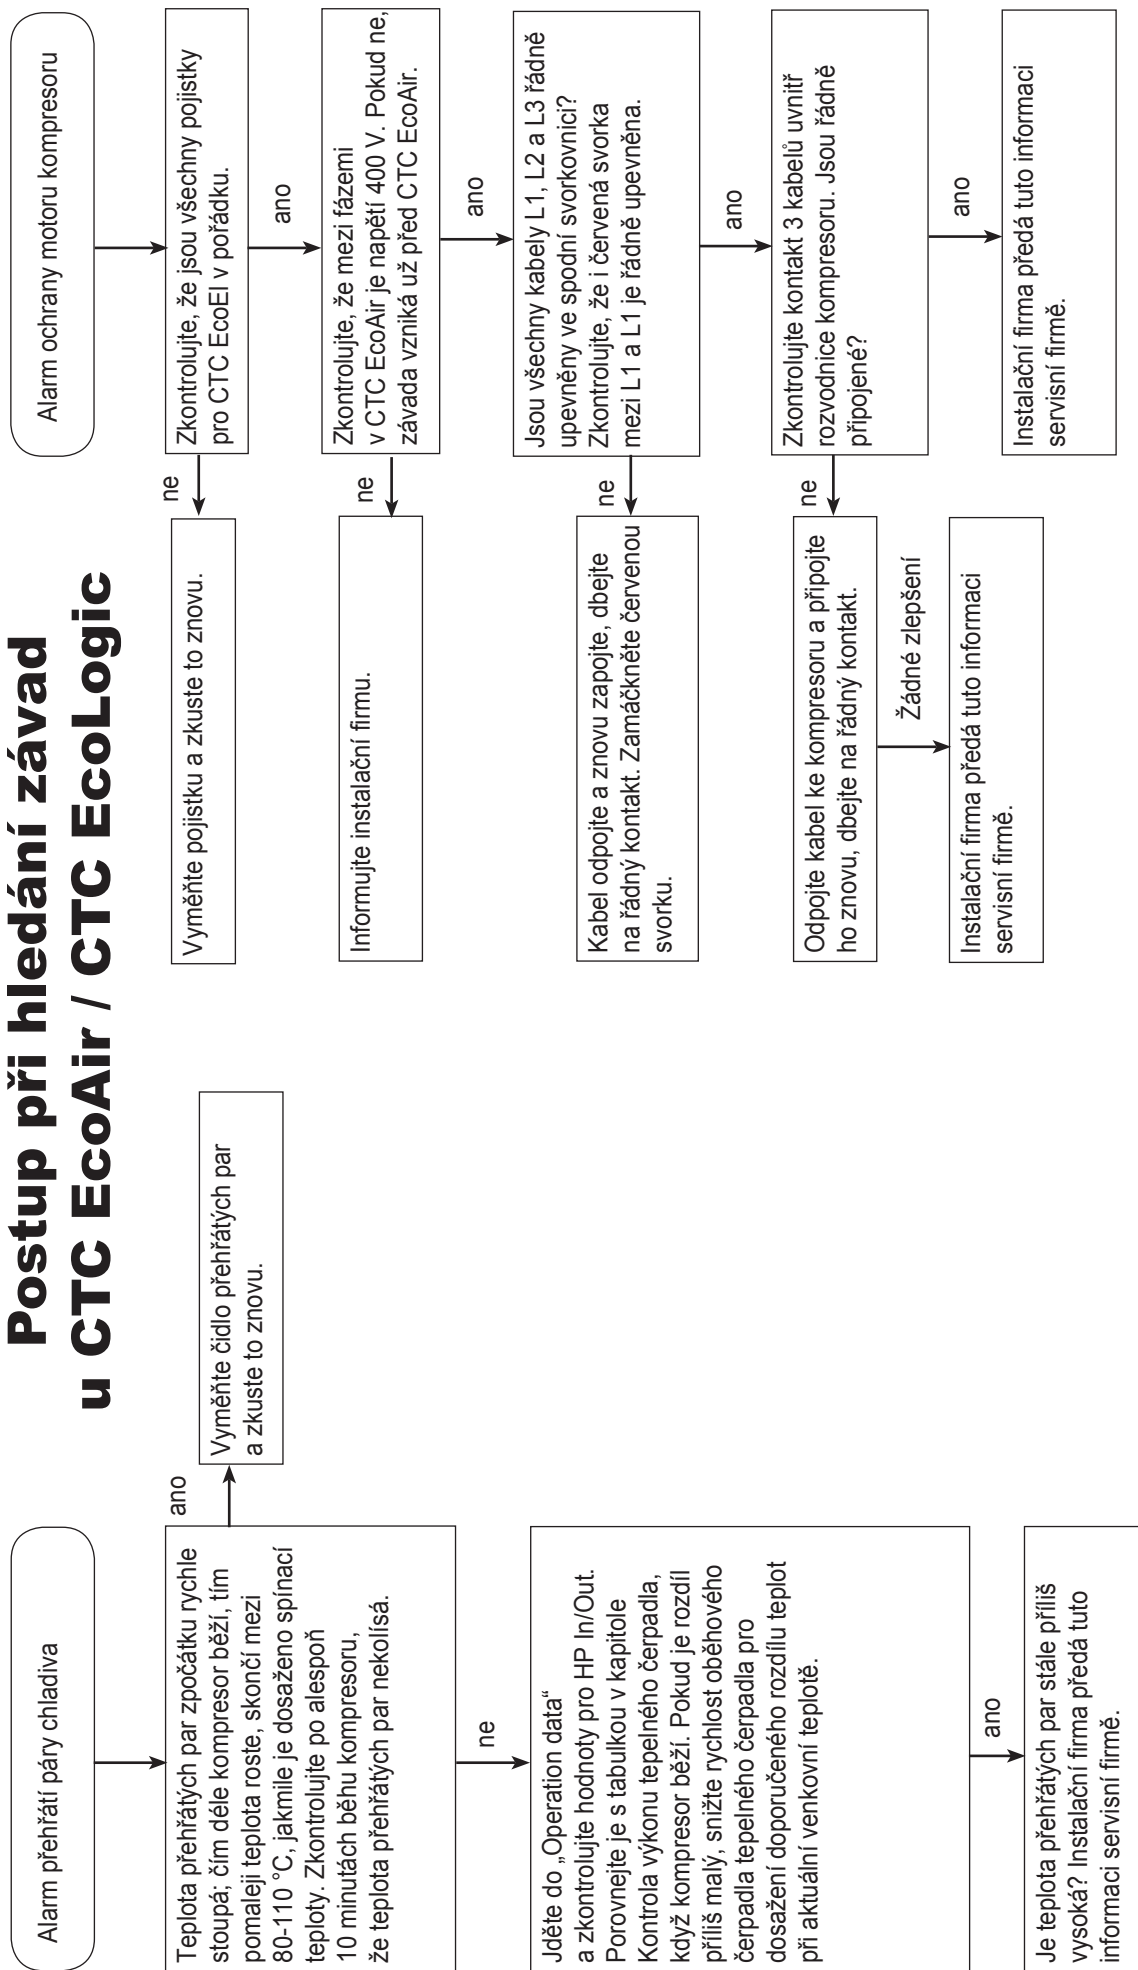 Postup při hledání závad
u CTC EcoAir / CTC EcoLogic
Alarm přehřátí páry chladiva
Teplota přehřátých par zpočátku rychle
stoupá; čím déle kompresor běží, tím
pomaleji teplota roste, skončí mezi
80-110 °C, jakmile je dosaženo spínací
teploty. Zkontrolujte po alespoň
10 minutách běhu kompresoru,
že teplota přehřátých par nekolísá.
ano
Vyměňte čidlo přehřátých par
a zkuste to znovu.
ne
Jděte do „Operation data“
a zkontrolujte hodnoty pro HP In/Out.
Porovnejte je s tabulkou v kapitole
Kontrola výkonu tepelného čerpadla,
když kompresor běží. Pokud je rozdíl
příliš malý, snižte rychlost oběhového
čerpadla tepelného čerpadla pro
dosažení doporučeného rozdílu teplot
při aktuální venkovní teplotě.
ano
Je teplota přehřátých par stále příliš
vysoká? Instalační firma předá tuto
informaci servisní firmě.
Alarm ochrany motoru kompresoru
Zkontrolujte, že jsou všechny pojistky
pro CTC EcoEl v pořádku.
ne
Vyměňte pojistku a zkuste to znovu.
ano
Zkontrolujte, že mezi fázemi
v CTC EcoAir je napětí 400 V. Pokud ne,
závada vzniká už před CTC EcoAir.
ne
Informujte instalační firmu.
ano
Jsou všechny kabely L1, L2 a L3 řádně
upevněny ve spodní svorkovnici?
Zkontrolujte, že i červená svorka
mezi L1 a L1 je řádně upevněna.
ne
Kabel odpojte a znovu zapojte, dbejte
na řádný kontakt. Zamáčkněte červenou
svorku.
ano
Zkontrolujte kontakt 3 kabelů uvnitř
rozvodnice kompresoru. Jsou řádně
připojené?
ne
Odpojte kabel ke kompresoru a připojte
ho znovu, dbejte na řádný kontakt.
Žádné zlepšení
Instalační firma předá tuto informaci
servisní firmě.
ano
Instalační firma předá tuto informaci
servisní firmě.